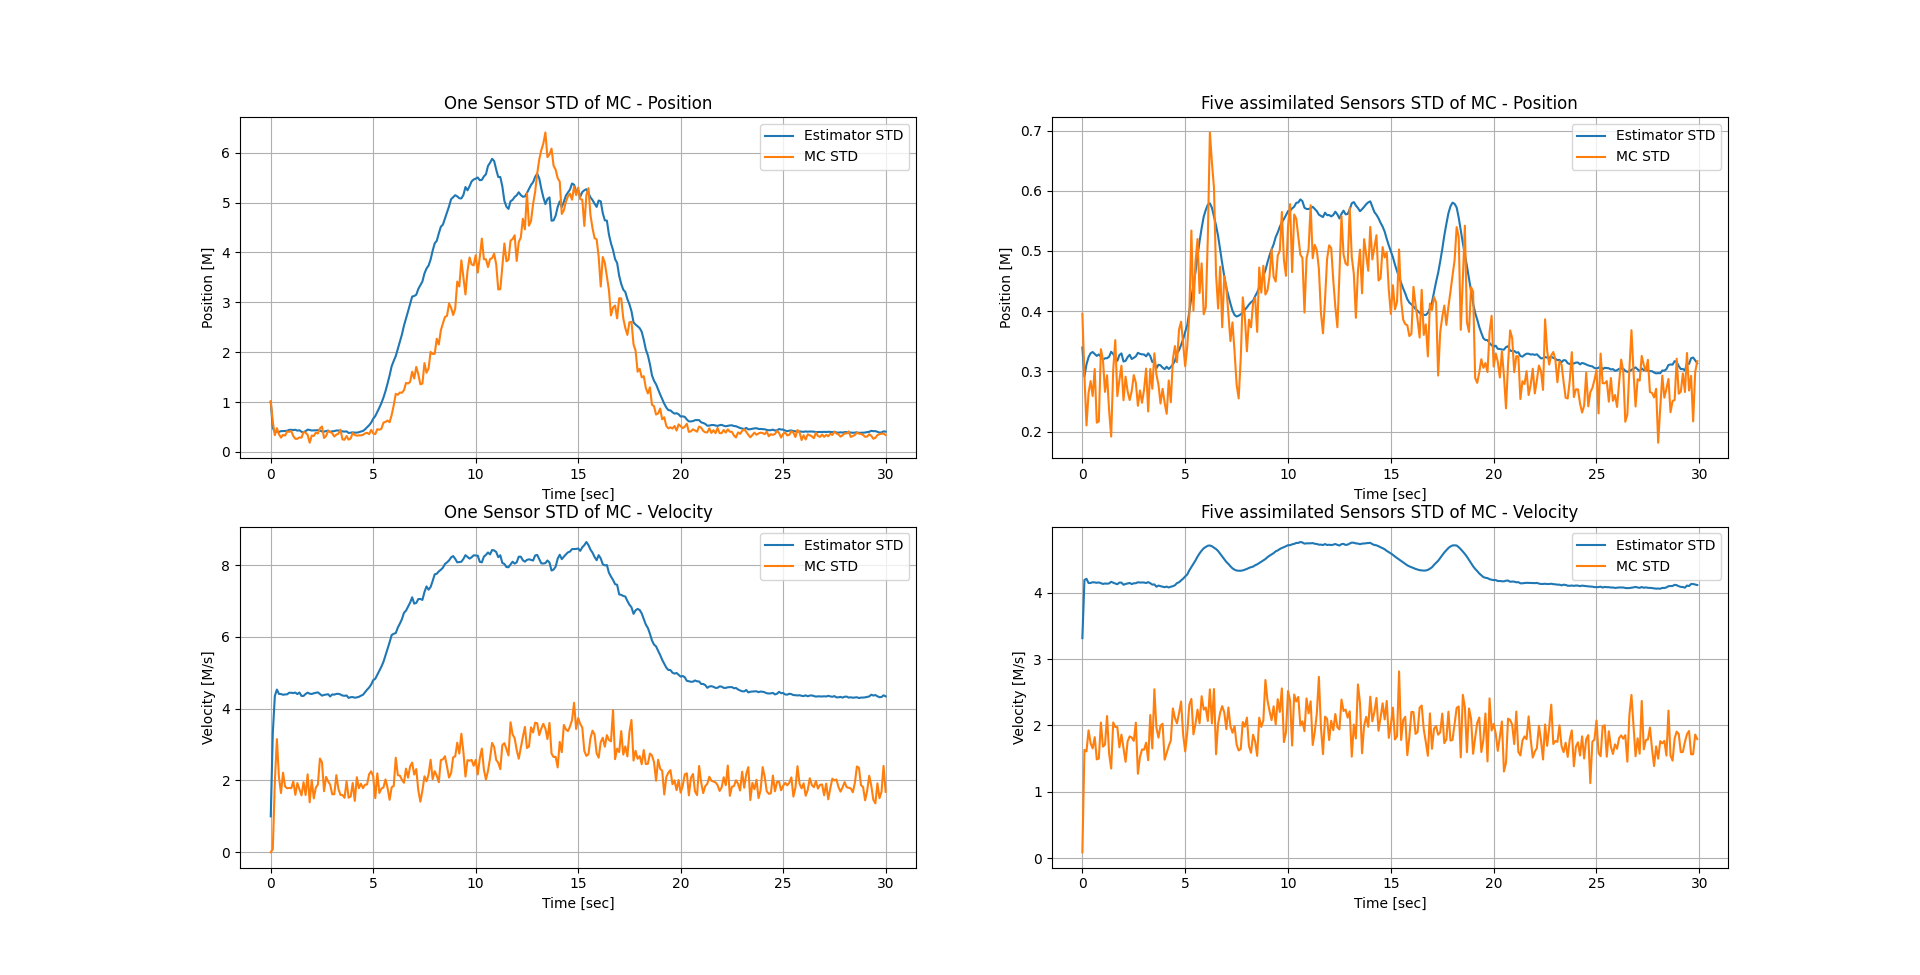 One Sensor STD of MC - Position
Position [M]
6
5
4
3
2
1
0
Estimator STD
MC STD
0 5 10 15 20 25 30
Time [sec]
Five assimilated Sensors STD of MC - Position
Position [M]
0.7
0.6
0.5
0.4
0.3
0.2
Estimator STD
MC STD
0 5 10 15 20 25 30
Time [sec]
One Sensor STD of MC - Velocity
Velocity [M/s]
8
6
4
2
0
Estimator STD
MC STD
0 5 10 15 20 25 30
Time [sec]
Five assimilated Sensors STD of MC - Velocity
Velocity [M/s]
4
3
2
1
0
Estimator STD
MC STD
0 5 10 15 20 25 30
Time [sec]